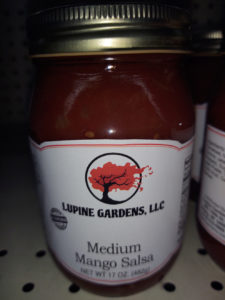 LUPINE GARDENS, LLC
Medium
Mango Salsa
NET WT 17 OZ. (482g)